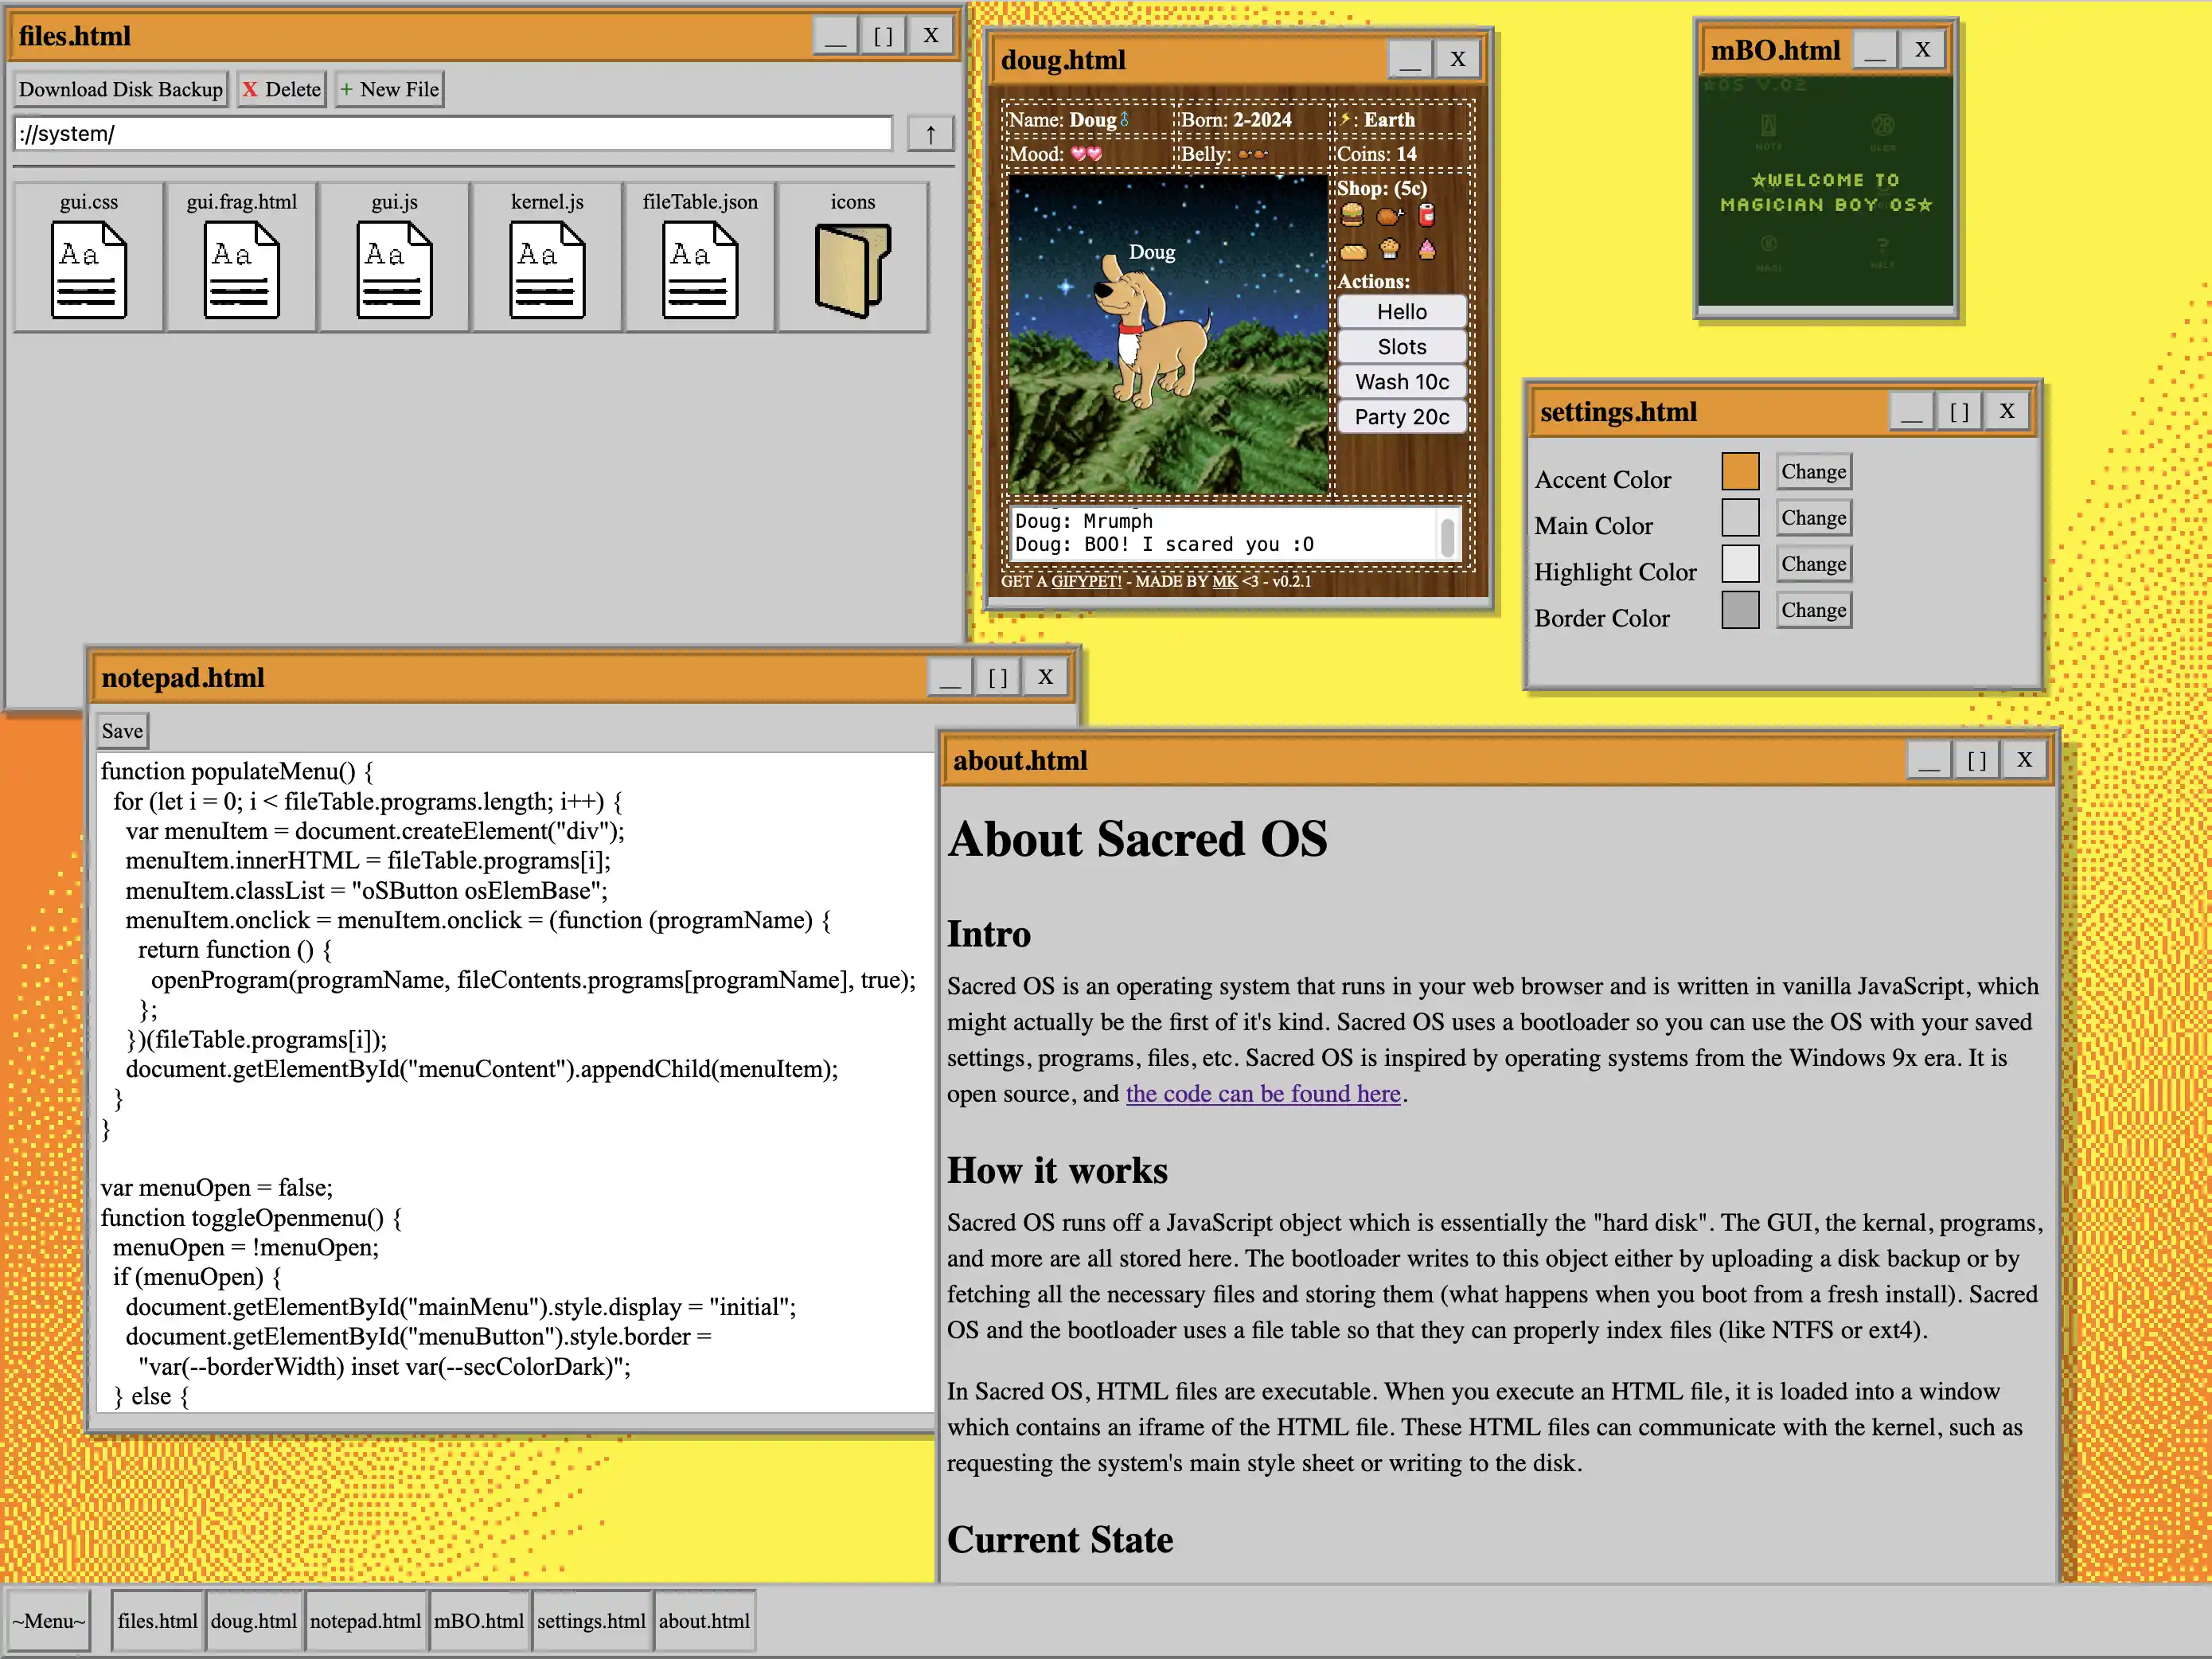 files.html
__ [ ] X
Download Disk Backup X Delete + New File
://system/ ↑
gui.css gui.frag.html gui.js kernel.js fileTable.json icons
Aa Aa Aa Aa Aa
doug.html
__ X
Name: Doug Born: 2-2024 ⚡: Earth
Mood: Belly: Coins: 14
Shop: (5c)
Doug
Actions:
Hello
Slots
Wash 10c
Party 20c
Doug: Mrumph
Doug: BOO! I scared you :O
GET A GIFYPET! - MADE BY MK <3 - v0.2.1
mBO.html
__ X
★OS V.02
★WELCOME TO
MAGICIAN BOY OS★
settings.html
__ [ ] X
Accent Color Change
Main Color Change
Highlight Color Change
Border Color Change
notepad.html
__ [ ] X
Save
function populateMenu() {
for (let i = 0; i < fileTable.programs.length; i++) {
var menuItem = document.createElement("div");
menuItem.innerHTML = fileTable.programs[i];
menuItem.classList = "oSButton osElemBase";
menuItem.onclick = menuItem.onclick = (function (programName) {
return function () {
openProgram(programName, fileContents.programs[programName], true);
};
})(fileTable.programs[i]);
document.getElementById("menuContent").appendChild(menuItem);
}
}
var menuOpen = false;
function toggleOpenmenu() {
menuOpen = !menuOpen;
if (menuOpen) {
document.getElementById("mainMenu").style.display = "initial";
document.getElementById("menuButton").style.border =
"var(--borderWidth) inset var(--secColorDark)";
} else {
about.html
__ [ ] X
About Sacred OS
Intro
Sacred OS is an operating system that runs in your web browser and is written in vanilla JavaScript, which
might actually be the first of it's kind. Sacred OS uses a bootloader so you can use the OS with your saved
settings, programs, files, etc. Sacred OS is inspired by operating systems from the Windows 9x era. It is
open source, and the code can be found here.
How it works
Sacred OS runs off a JavaScript object which is essentially the "hard disk". The GUI, the kernal, programs,
and more are all stored here. The bootloader writes to this object either by uploading a disk backup or by
fetching all the necessary files and storing them (what happens when you boot from a fresh install). Sacred
OS and the bootloader uses a file table so that they can properly index files (like NTFS or ext4).
In Sacred OS, HTML files are executable. When you execute an HTML file, it is loaded into a window
which contains an iframe of the HTML file. These HTML files can communicate with the kernel, such as
requesting the system's main style sheet or writing to the disk.
Current State
~Menu~ files.html doug.html notepad.html mBO.html settings.html about.html